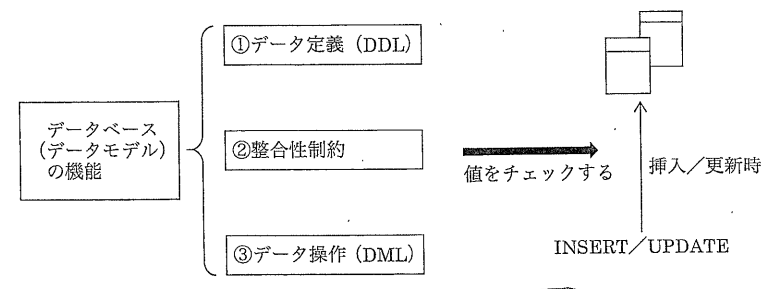 ①データ定義（DDL）
データベース
（データモデル）
の機能
②整合性制約
値をチェックする
挿入／更新時
③データ操作（DML）
INSERT／UPDATE